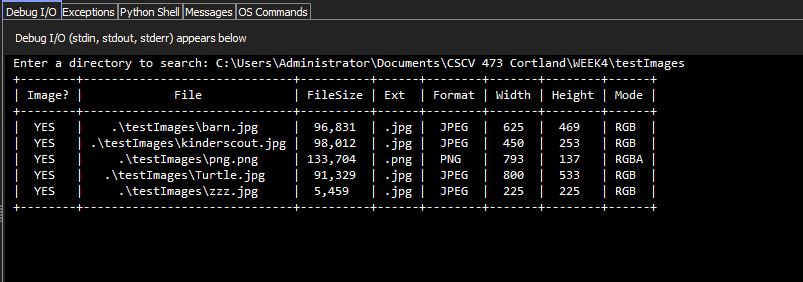 Debug I/O Exceptions Python Shell Messages OS Commands
Debug I/O (stdin, stdout, stderr) appears below
Enter a directory to search: C:\Users\Administrator\Documents\CSCV 473 Cortland\WEEK4\testImages
+--------+-------------------------------+----------+------+--------+-------+--------+------+
| Image? | File | FileSize | Ext | Format | Width | Height | Mode |
+--------+-------------------------------+----------+------+--------+-------+--------+------+
| YES | .\testImages\barn.jpg | 96,831 | .jpg | JPEG | 625 | 469 | RGB |
| YES | .\testImages\kinderscout.jpg | 98,012 | .jpg | JPEG | 450 | 253 | RGB |
| YES | .\testImages\png.png | 133,704 | .png | PNG | 793 | 137 | RGBA |
| YES | .\testImages\Turtle.jpg | 91,329 | .jpg | JPEG | 800 | 533 | RGB |
| YES | .\testImages\zzz.jpg | 5,459 | .jpg | JPEG | 225 | 225 | RGB |
+--------+-------------------------------+----------+------+--------+-------+--------+------+